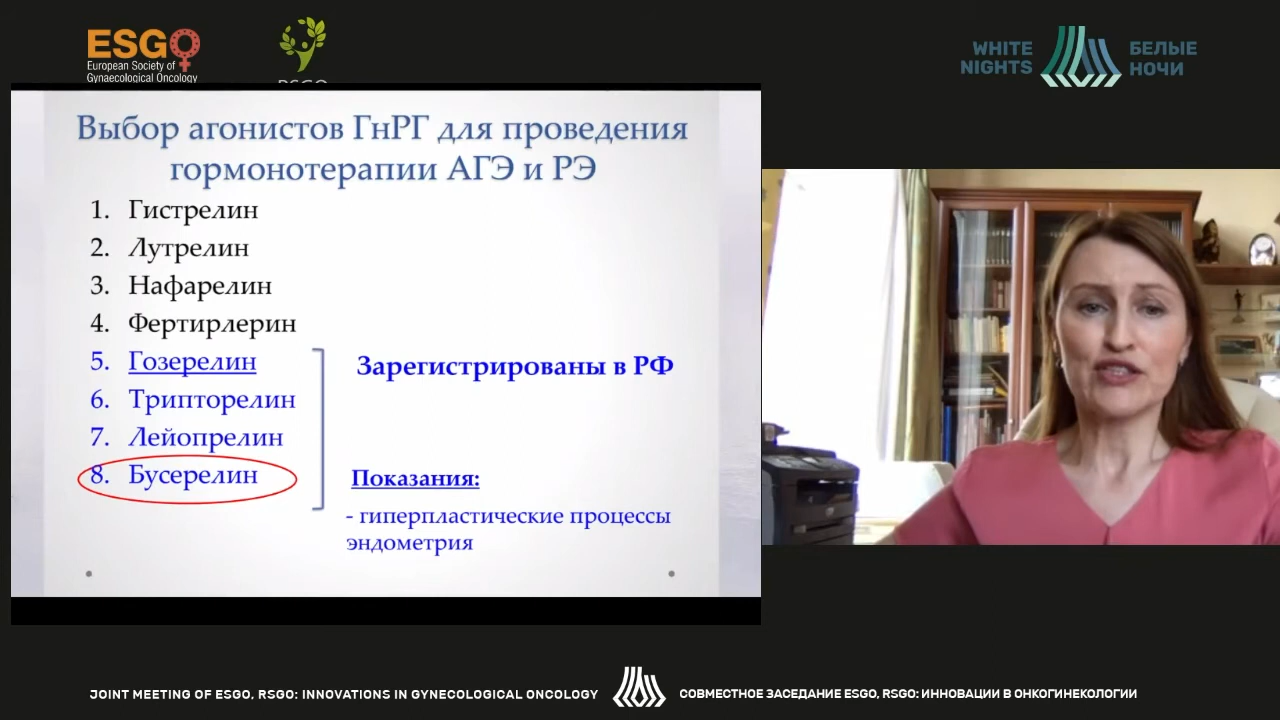 ESGO
European Society of
Gynaecological Oncology
WHITE
NIGHTS
БЕЛЫЕ
НОЧИ
Выбор агонистов ГнРГ для проведения
гормонотерапии АГЭ и РЭ
1. Гистрелин
2. Лутрелин
3. Нафарелин
4. Фертирлерин
5. Гозерелин
6. Трипторелин
7. Лейопрелин
8. Бусерелин
Зарегистрированы в РФ
Показания:
- гиперпластические процессы
эндометрия
JOINT MEETING OF ESGO, RSGO: INNOVATIONS IN GYNECOLOGICAL ONCOLOGY
СОВМЕСТНОЕ ЗАСЕДАНИЕ ESGO, RSGO: ИННОВАЦИИ В ОНКОГИНЕКОЛОГИИ